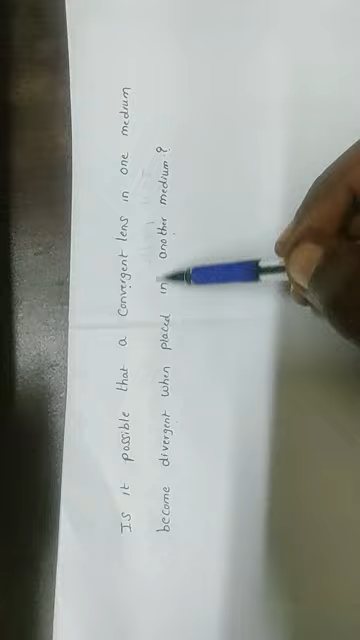 Is it possible that a convergent lens in one medium
become divergent when placed in another medium?